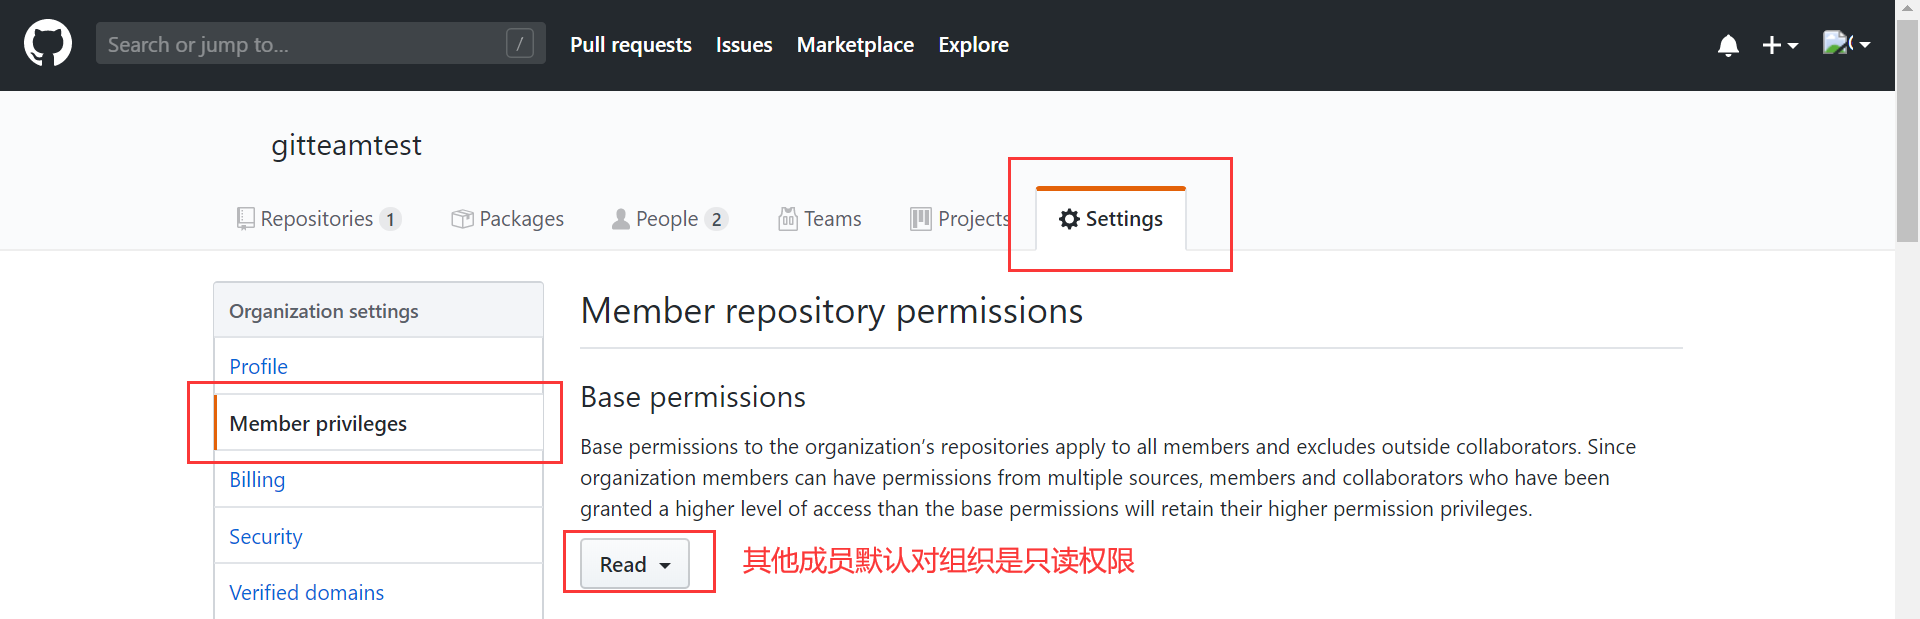 Search or jump to... /
Pull requests Issues Marketplace Explore
gitteamtest
Repositories 1 Packages People 2 Teams Projects Settings
Organization settings
Profile
Member privileges
Billing
Security
Verified domains
Member repository permissions
Base permissions
Base permissions to the organization’s repositories apply to all members and excludes outside collaborators. Since
organization members can have permissions from multiple sources, members and collaborators who have been
granted a higher level of access than the base permissions will retain their higher permission privileges.
Read
其他成员默认对组织是只读权限